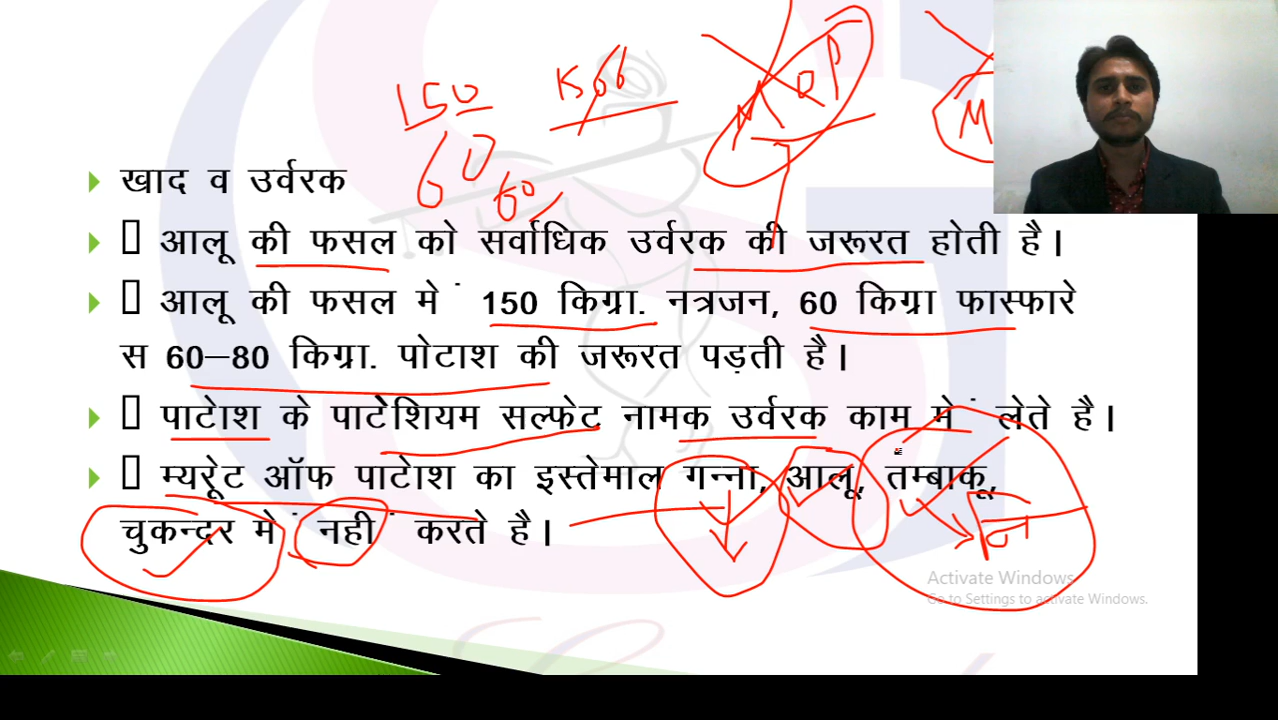 150
60
60
MOP
M
खाद व उर्वरक
आलू की फसल को सर्वाधिक उर्वरक की जरूरत होती है।
आलू की फसल में 150 किग्रा. नत्रजन, 60 किग्रा फास्फारे
स 60–80 किग्रा. पोटाश की जरूरत पड़ती है।
पाटेाश के पाटेेशियम सल्फेट नामक उर्वरक काम में लेते है।
म्यरूेट ऑफ पाटेाश का इस्तेमाल गन्ना, आलू, तम्बाकू,
चुकन्दर में नहीं करते है।
Activate Windows
Go to Settings to activate Windows.